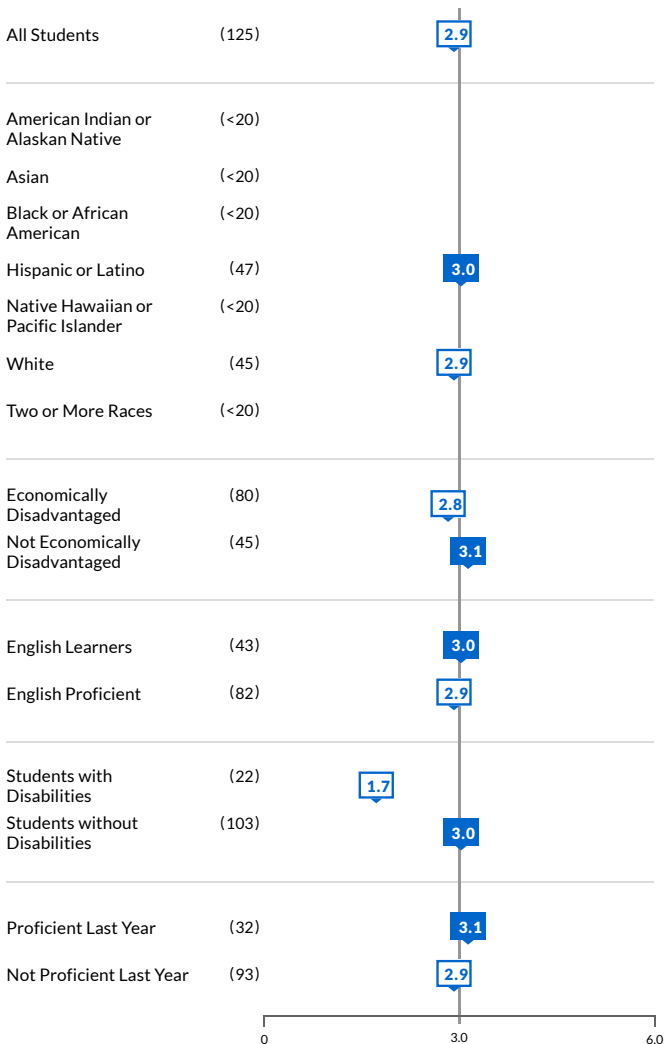 All Students (125) 2.9
American Indian or (<20)
Alaskan Native
Asian (<20)
Black or African (<20)
American
Hispanic or Latino (47) 3.0
Native Hawaiian or (<20)
Pacific Islander
White (45) 2.9
Two or More Races (<20)
Economically (80) 2.8
Disadvantaged
Not Economically (45) 3.1
Disadvantaged
English Learners (43) 3.0
English Proficient (82) 2.9
Students with (22) 1.7
Disabilities
Students without (103) 3.0
Disabilities
Proficient Last Year (32) 3.1
Not Proficient Last Year (93) 2.9
0 3.0 6.0